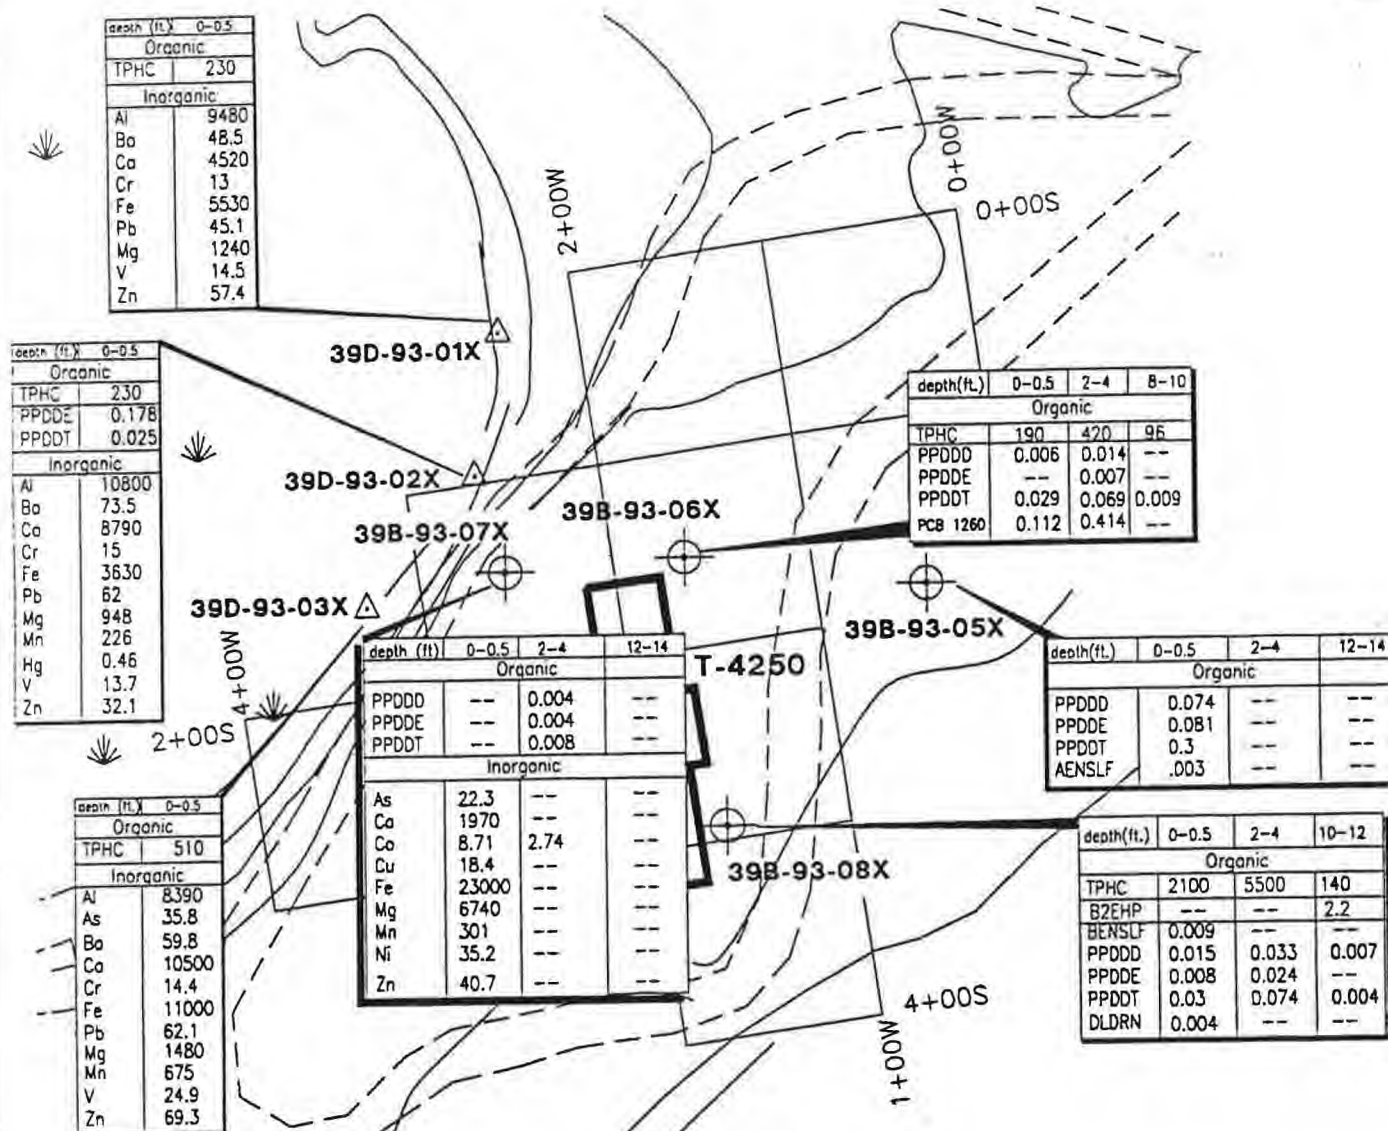 depth (ft.) 0-0.5
Organic
TPHC 230
Inorganic
Al 9480
Ba 48.5
Ca 4520
Cr 13
Fe 5530
Pb 45.1
Mg 1240
V 14.5
Zn 57.4
2+00W
0+00W
0+00S
39D-93-01X
depth (ft.) 0-0.5
Organic
TPHC 230
PPDDE 0.178
PPDDT 0.025
Inorganic
Al 10800
Ba 73.5
Ca 8790
Cr 15
Fe 3630
Pb 62
Mg 948
Mn 226
Hg 0.46
V 13.7
Zn 32.1
39D-93-02X
39B-93-07X
39B-93-06X
39D-93-03X
depth(ft.) 0-0.5 2-4 8-10
Organic
TPHC 190 420 96
PPDDD 0.006 0.014 --
PPDDE -- 0.007 --
PPDDT 0.029 0.069 0.009
PCB 1260 0.112 0.414 --
39B-93-05X
4+00W
2+00S
T-4250
depth (ft) 0-0.5 2-4 12-14
Organic
PPDDD -- 0.004 --
PPDDE -- 0.004 --
PPDDT -- 0.008 --
Inorganic
As 22.3 -- --
Ca 1970 -- --
Co 8.71 2.74 --
Cu 18.4 -- --
Fe 23000 -- --
Mg 6740 -- --
Mn 301 -- --
Ni 35.2 -- --
Zn 40.7 -- --
depth(ft.) 0-0.5 2-4 12-14
Organic
PPDDD 0.074 -- --
PPDDE 0.081 -- --
PPDDT 0.3 -- --
AENSLF .003 -- --
39B-93-08X
depth (ft.) 0-0.5
Organic
TPHC 510
Inorganic
Al 8390
As 35.8
Ba 59.8
Ca 10500
Cr 14.4
Fe 11000
Pb 62.1
Mg 1480
Mn 675
V 24.9
Zn 69.3
depth(ft.) 0-0.5 2-4 10-12
Organic
TPHC 2100 5500 140
B2EHP -- -- 2.2
BENSLF 0.009 -- --
PPDDD 0.015 0.033 0.007
PPDDE 0.008 0.024 --
PPDDT 0.03 0.074 0.004
DLDRN 0.004 -- --
4+00S
1+00W